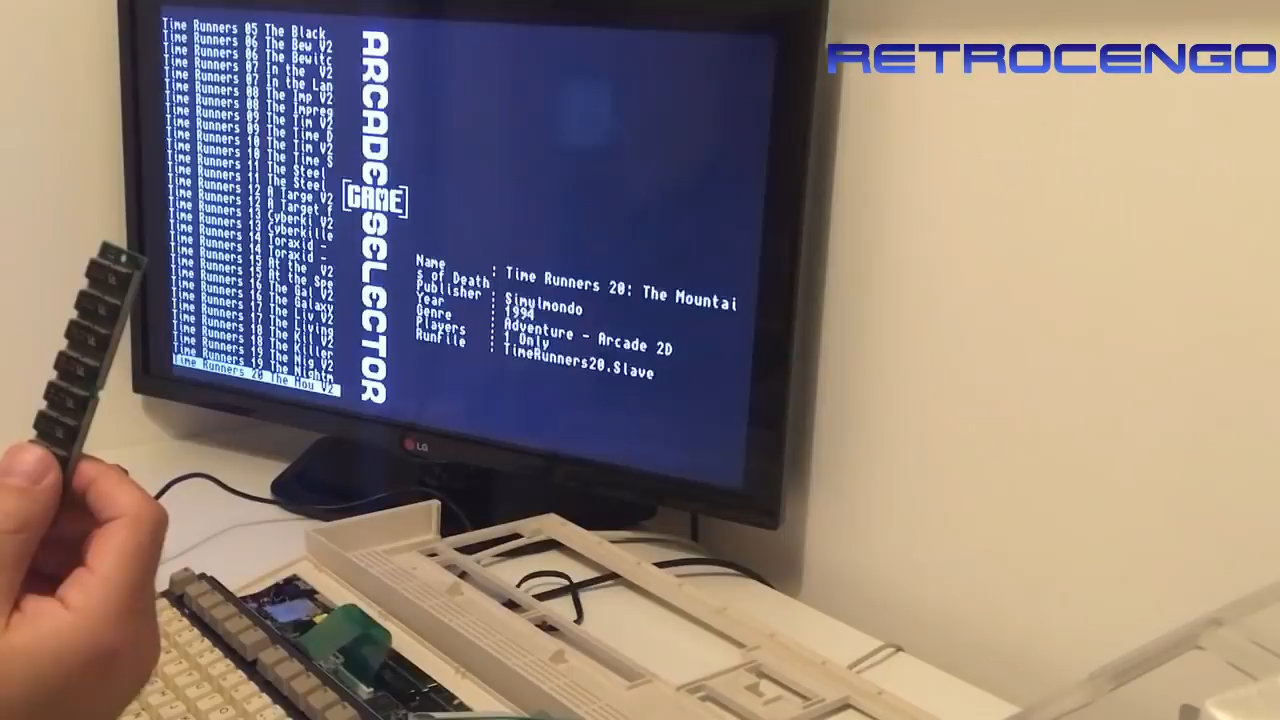 RETROCENGO
Time Runners 05 The Black
Time Runners 06 The Bew V2
Time Runners 06 The Bewitc
Time Runners 07 In the  V2
Time Runners 07 In the Lan
Time Runners 08 The Imp V2
Time Runners 08 The Impreg
Time Runners 09 The Tim V2
Time Runners 09 The Time D
Time Runners 10 The Tim V2
Time Runners 10 The Time S
Time Runners 11 The Steel
Time Runners 11 The Steel
Time Runners 12 A Targe V2
Time Runners 12 A Target f
Time Runners 13 Cyberki V2
Time Runners 13 Cyberkille
Time Runners 14 Toraxid -
Time Runners 14 Toraxid -
Time Runners 15 At the  V2
Time Runners 15 At the Spe
Time Runners 16 The Gal V2
Time Runners 16 The Galaxy
Time Runners 17 The Liv V2
Time Runners 17 The Living
Time Runners 18 The Kil V2
Time Runners 18 The Killer
Time Runners 19 The Nig V2
Time Runners 19 The Nightm
Time Runners 20 The Mou V2
ARCADE
[GAME]
SELECTOR
Name : Time Runners 20: The Mountai
s of Death
Publisher : Simulmondo
Year : 1994
Genre : Adventure - Arcade 2D
Players : 1 Only
RunFile : TimeRunners20.Slave
LG